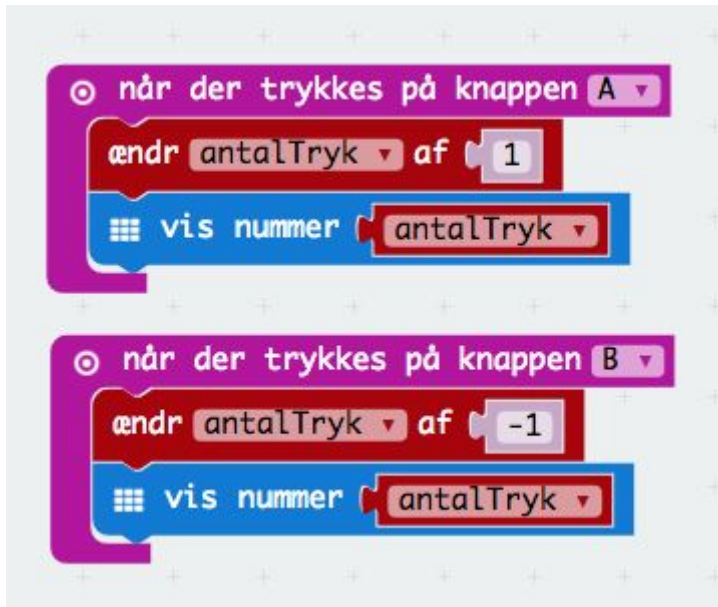 når der trykkes på knappen A
ændr antalTryk af 1
vis nummer antalTryk
når der trykkes på knappen B
ændr antalTryk af -1
vis nummer antalTryk